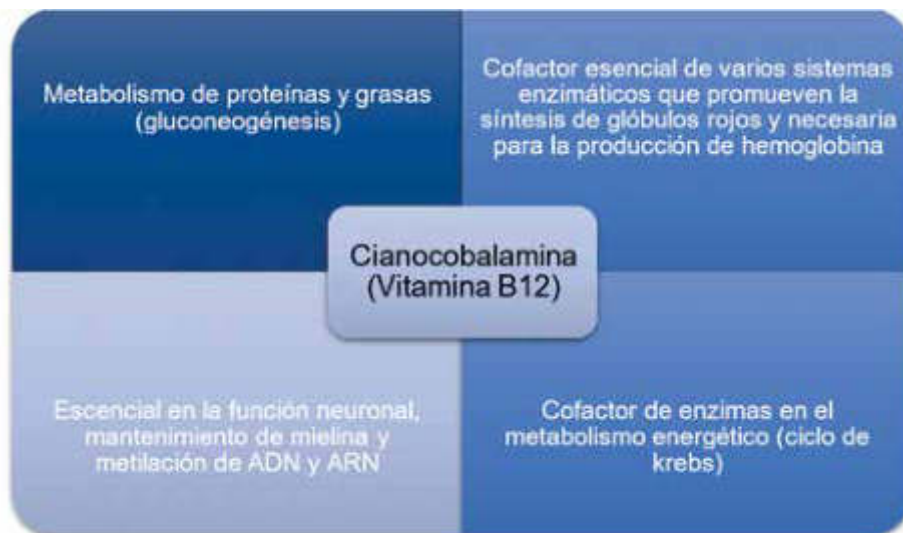 Metabolismo de proteínas y grasas
(gluconeogénesis)
Cofactor esencial de varios sistemas
enzimáticos que promueven la
síntesis de glóbulos rojos y necesaria
para la producción de hemoglobina
Cianocobalamina
(Vitamina B12)
Escencial en la función neuronal,
mantenimiento de mielina y
metilación de ADN y ARN
Cofactor de enzimas en el
metabolismo energético (ciclo de
krebs)